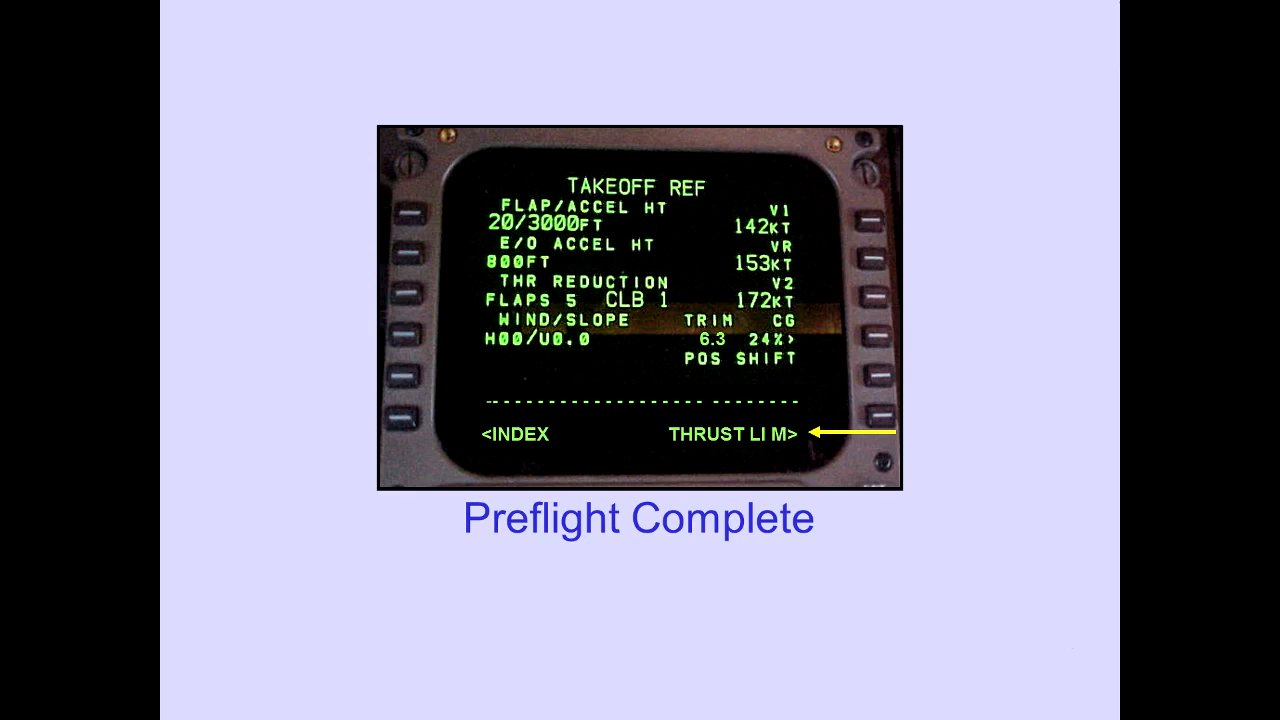 TAKEOFF REF
FLAP/ACCEL HT V1
20/3000FT 142KT
E/O ACCEL HT VR
800FT 153KT
THR REDUCTION V2
FLAPS 5 CLB 1 172KT
WIND/SLOPE TRIM CG
H00/U0.0 6.3 24%>
POS SHIFT
--------------------------
<INDEX THRUST LI M>
Preflight Complete